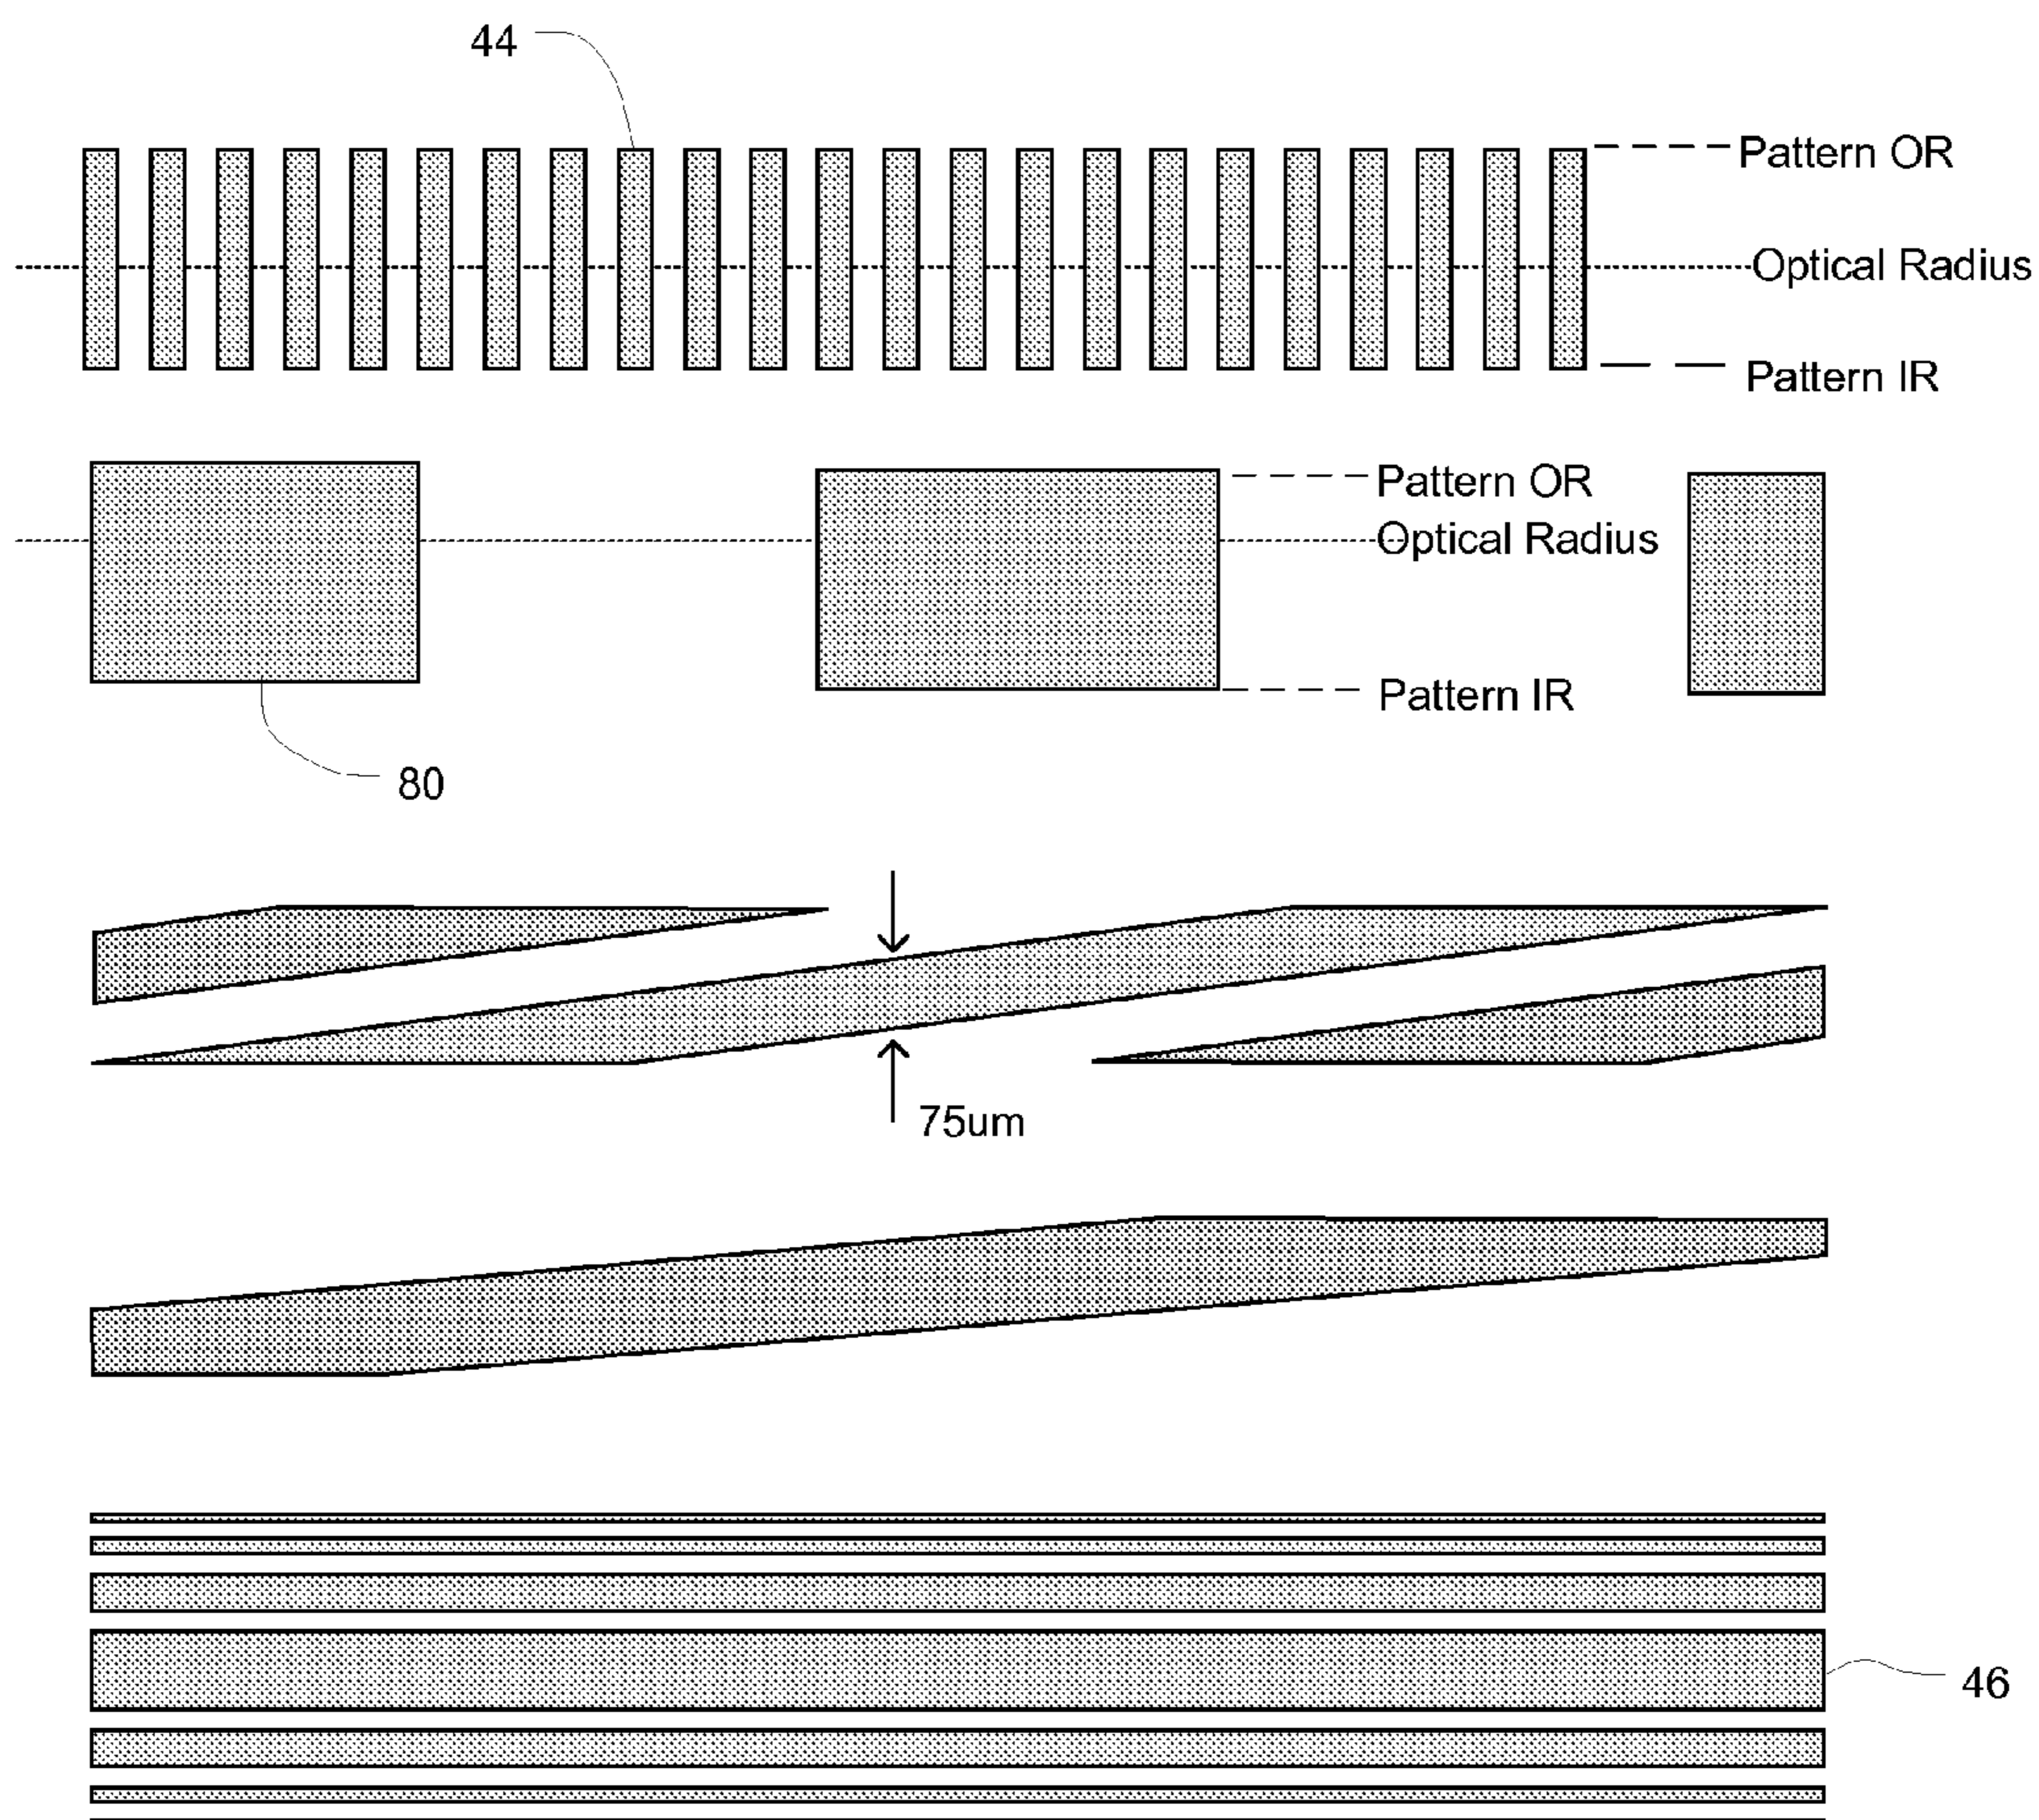 44
Pattern OR
Optical Radius
Pattern IR
Pattern OR
Optical Radius
Pattern IR
80
75um
46